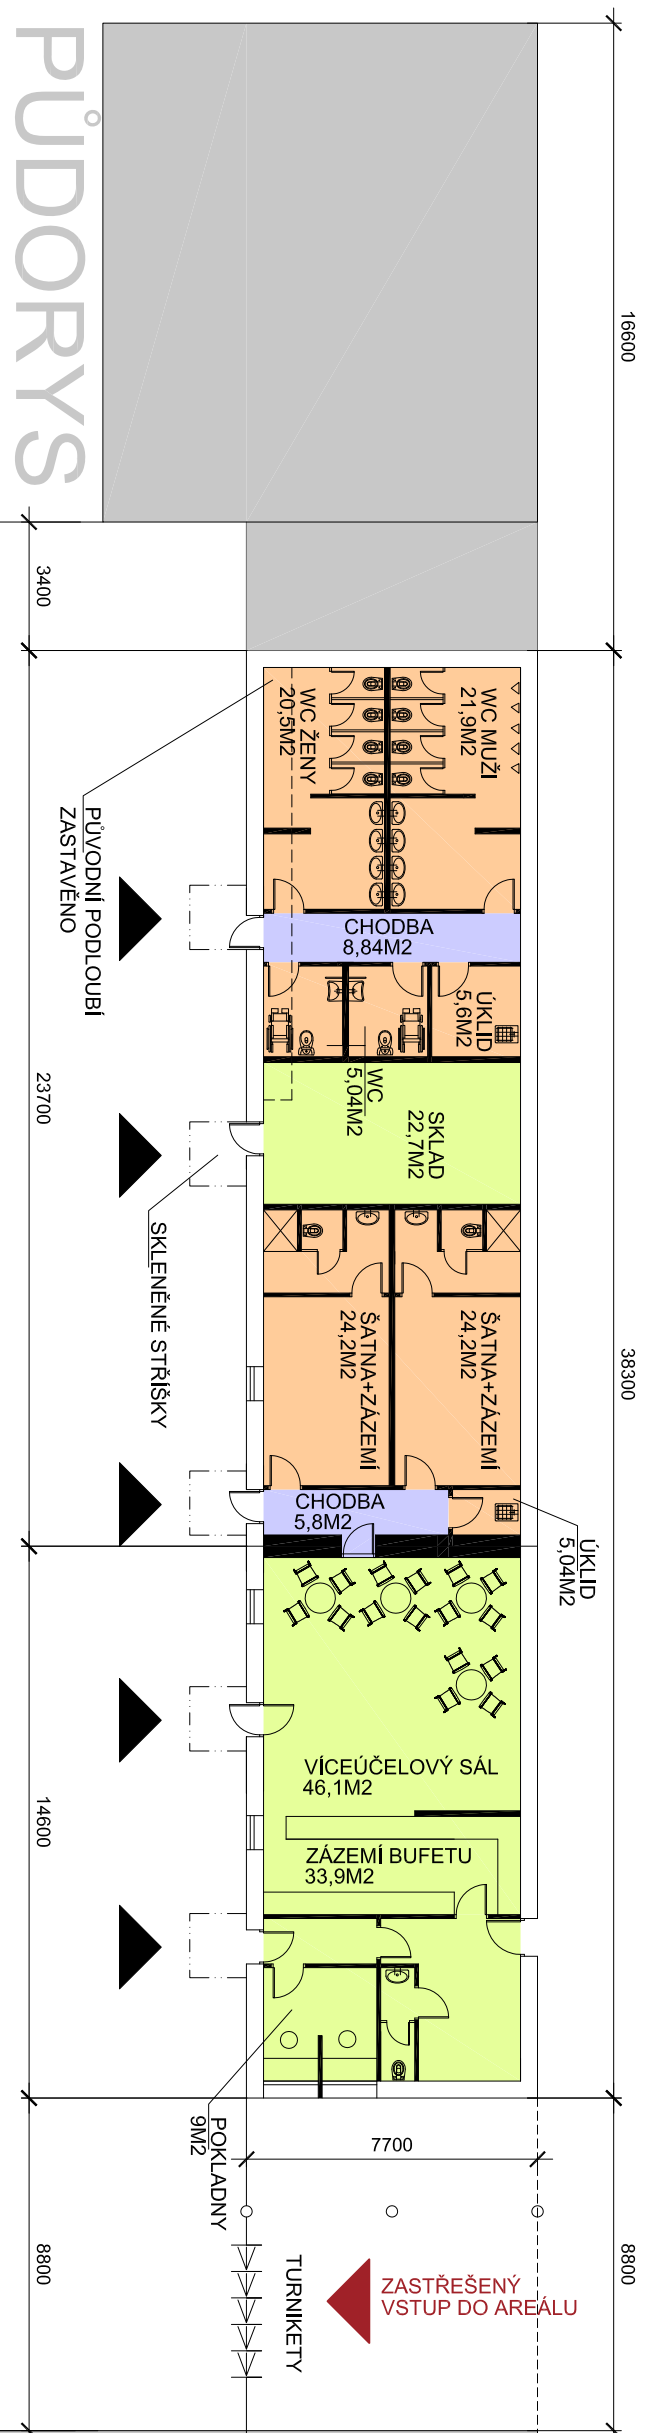 PŮDORYS
16600
3400
WC ŽENY
20,5M2
WC MUŽI
21,9M2
PŮVODNÍ PODLOUBÍ
ZASTAVĚNO
CHODBA
8,84M2
ÚKLID
5,6M2
WC
5,04M2
23700
SKLAD
22,7M2
SKLENĚNÉ STŘÍŠKY
38300
ŠATNA+ZÁZEMÍ
24,2M2
ŠATNA+ZÁZEMÍ
24,2M2
CHODBA
5,8M2
ÚKLID
5,04M2
VÍCEÚČELOVÝ SÁL
46,1M2
14600
ZÁZEMÍ BUFETU
33,9M2
POKLADNY
9M2
7700
8800
8800
TURNIKETY
ZASTŘEŠENÝ
VSTUP DO AREÁLU